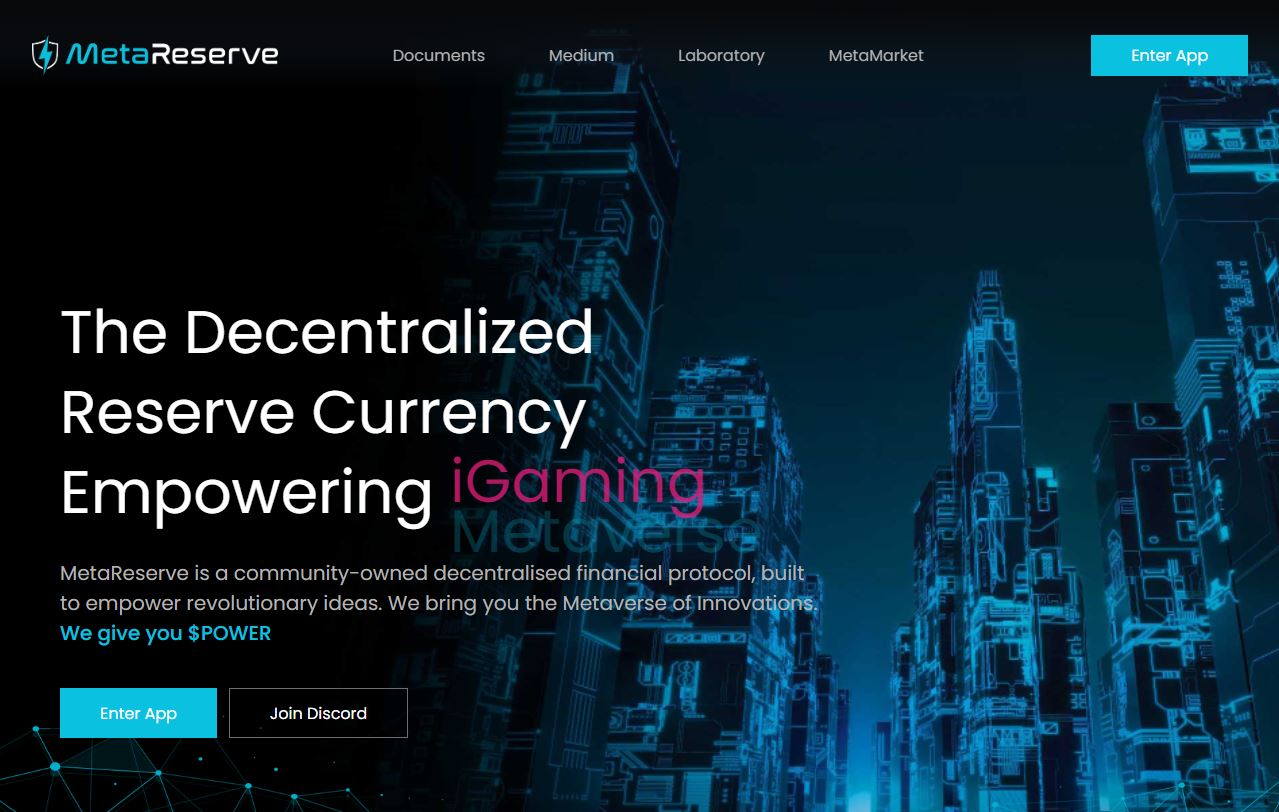 MetaReserve
Documents
Medium
Laboratory
MetaMarket
Enter App
The Decentralized
Reserve Currency
Empowering iGaming
Metaverse
MetaReserve is a community-owned decentralised financial protocol, built
to empower revolutionary ideas. We bring you the Metaverse of Innovations.
We give you $POWER
Enter App
Join Discord